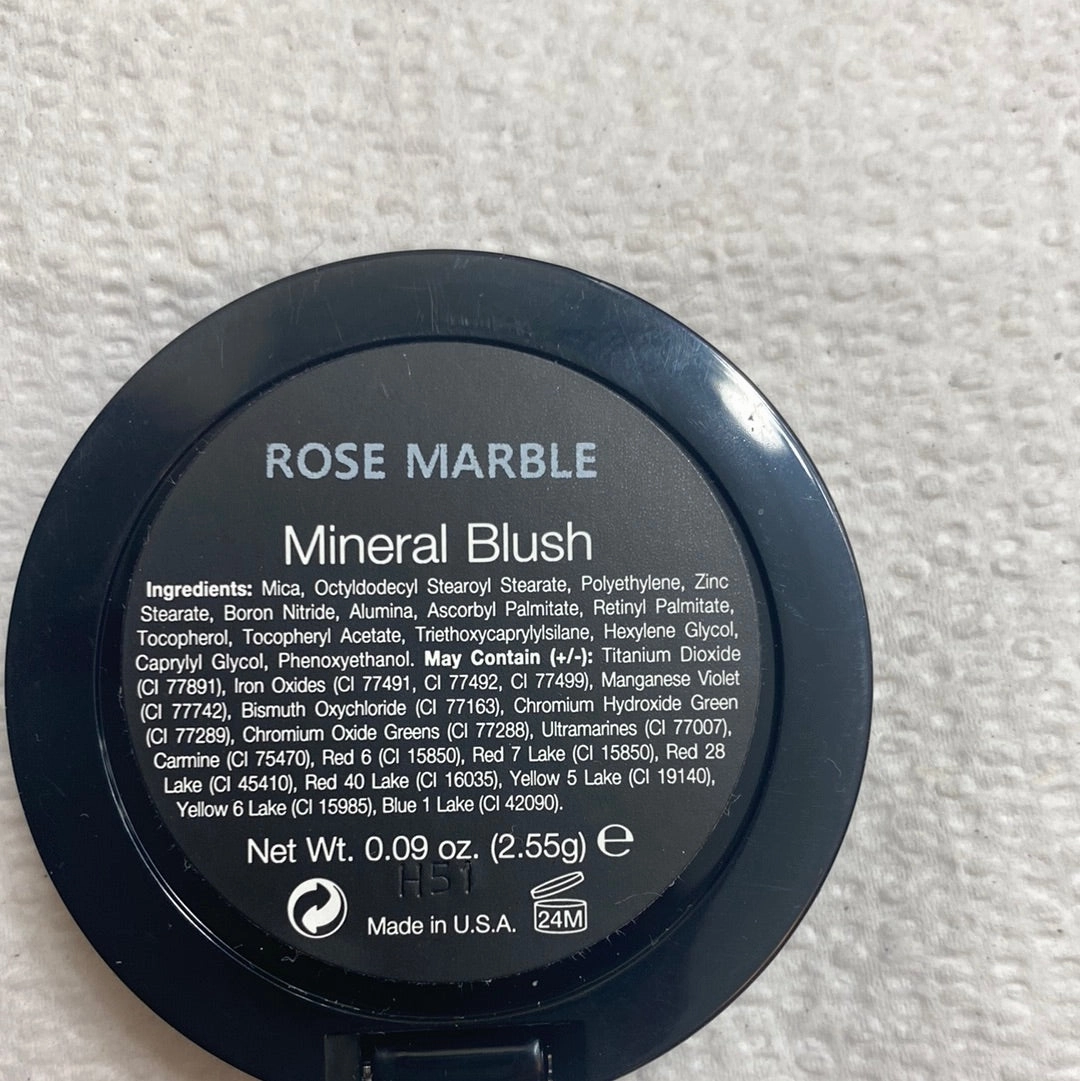 ROSE MARBLE
Mineral Blush
Ingredients: Mica, Octyldodecyl Stearoyl Stearate, Polyethylene, Zinc
Stearate, Boron Nitride, Alumina, Ascorbyl Palmitate, Retinyl Palmitate,
Tocopherol, Tocopheryl Acetate, Triethoxycaprylylsilane, Hexylene Glycol,
Caprylyl Glycol, Phenoxyethanol. May Contain (+/-): Titanium Dioxide
(CI 77891), Iron Oxides (CI 77491, CI 77492, CI 77499), Manganese Violet
(CI 77742), Bismuth Oxychloride (CI 77163), Chromium Hydroxide Green
(CI 77289), Chromium Oxide Greens (CI 77288), Ultramarines (CI 77007),
Carmine (CI 75470), Red 6 (CI 15850), Red 7 Lake (CI 15850), Red 28
Lake (CI 45410), Red 40 Lake (CI 16035), Yellow 5 Lake (CI 19140),
Yellow 6 Lake (CI 15985), Blue 1 Lake (CI 42090).
Net Wt. 0.09 oz. (2.55g) e
H51
Made in U.S.A. 24M